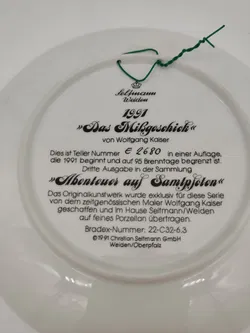 Seltmann
Weiden
1991
»Das Mißgeschick«
von Wolfgang Kaiser
Dies ist Teller Nummer E 2680 in einer Auflage,
die 1991 beginnt und auf 95 Brenntage begrenzt ist.
Dritte Ausgabe in der Sammlung
»Abenteuer auf Samtpfoten«
Das Originalkunstwerk wurde exklusiv für diese Serie
von dem zeitgenössischen Maler Wolfgang Kaiser
geschaffen und im Hause Seltmann/Weiden
auf feines Porzellan übertragen.
Bradex-Nummer: 22-C32-6.3
©1991 Christian Seltmann GmbH
Weiden/Oberpfalz